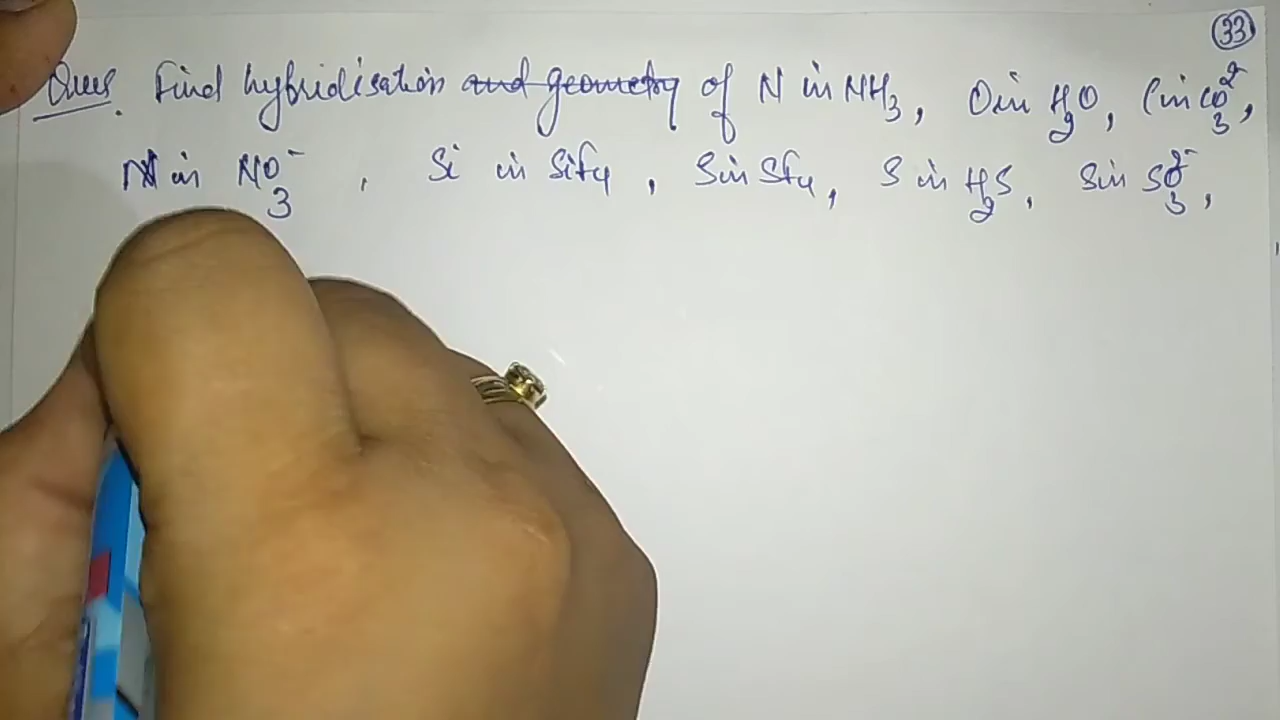 33
Ques. Find hybridisation and geometry of N in NH3, O in H2O, C in CO3^2-,
N in NO3^-, Si in SiF4, S in SF4, S in H2S, S in SO3^2-,